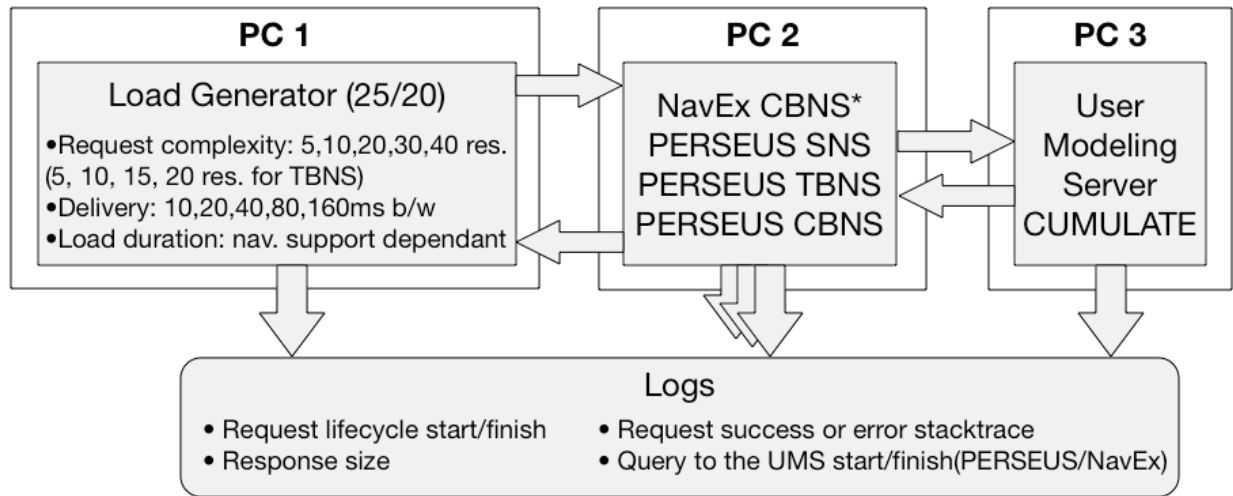 PC 1
Load Generator (25/20)
•Request complexity: 5,10,20,30,40 res.
(5, 10, 15, 20 res. for TBNS)
•Delivery: 10,20,40,80,160ms b/w
•Load duration: nav. support dependant
PC 2
NavEx CBNS*
PERSEUS SNS
PERSEUS TBNS
PERSEUS CBNS
PC 3
User
Modeling
Server
CUMULATE
Logs
• Request lifecycle start/finish
• Response size
• Request success or error stacktrace
• Query to the UMS start/finish(PERSEUS/NavEx)